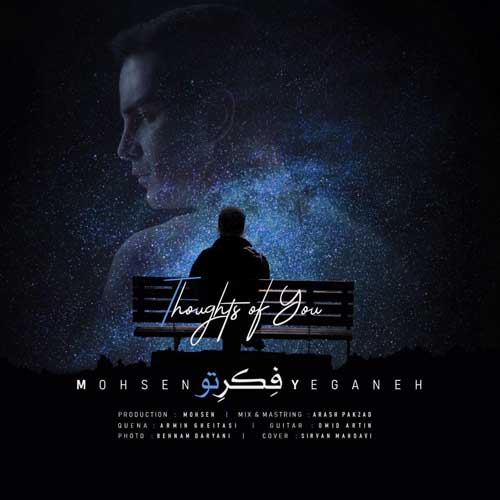 Thoughts of You
MOHSEN فِکرِ تو YEGANEH
PRODUCTION : MOHSEN | MIX & MASTRING : ARASH PAKZAD
QUENA : ARMIN GHEITASI | GUITAR : OMID ARTIN
PHOTO : BEHNAM DARYANI | COVER : SIRVAN MAHDAVI